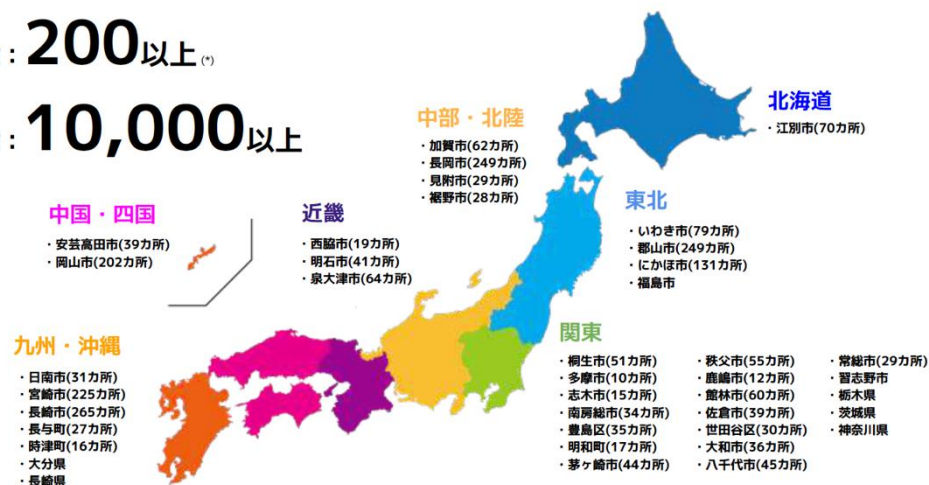 : 200以上(*)
: 10,000以上
北海道
・江別市(70カ所)
中部・北陸
・加賀市(62カ所)
・長岡市(249カ所)
・見附市(29カ所)
・裾野市(28カ所)
東北
・いわき市(79カ所)
・郡山市(249カ所)
・にかほ市(131カ所)
・福島市
中国・四国
・安芸高田市(39カ所)
・岡山市(202カ所)
近畿
・西脇市(19カ所)
・明石市(41カ所)
・泉大津市(64カ所)
九州・沖縄
・日南市(31カ所)
・宮崎市(225カ所)
・長崎市(265カ所)
・長与町(27カ所)
・時津町(16カ所)
・大分県
・長崎県
関東
・桐生市(51カ所)
・多摩市(10カ所)
・志木市(15カ所)
・南房総市(34カ所)
・豊島区(35カ所)
・明和町(17カ所)
・茅ヶ崎市(44カ所)
・秩父市(55カ所)
・鹿嶋市(12カ所)
・館林市(60カ所)
・佐倉市(39カ所)
・世田谷区(30カ所)
・大和市(36カ所)
・八千代市(45カ所)
・常総市(29カ所)
・習志野市
・栃木県
・茨城県
・神奈川県